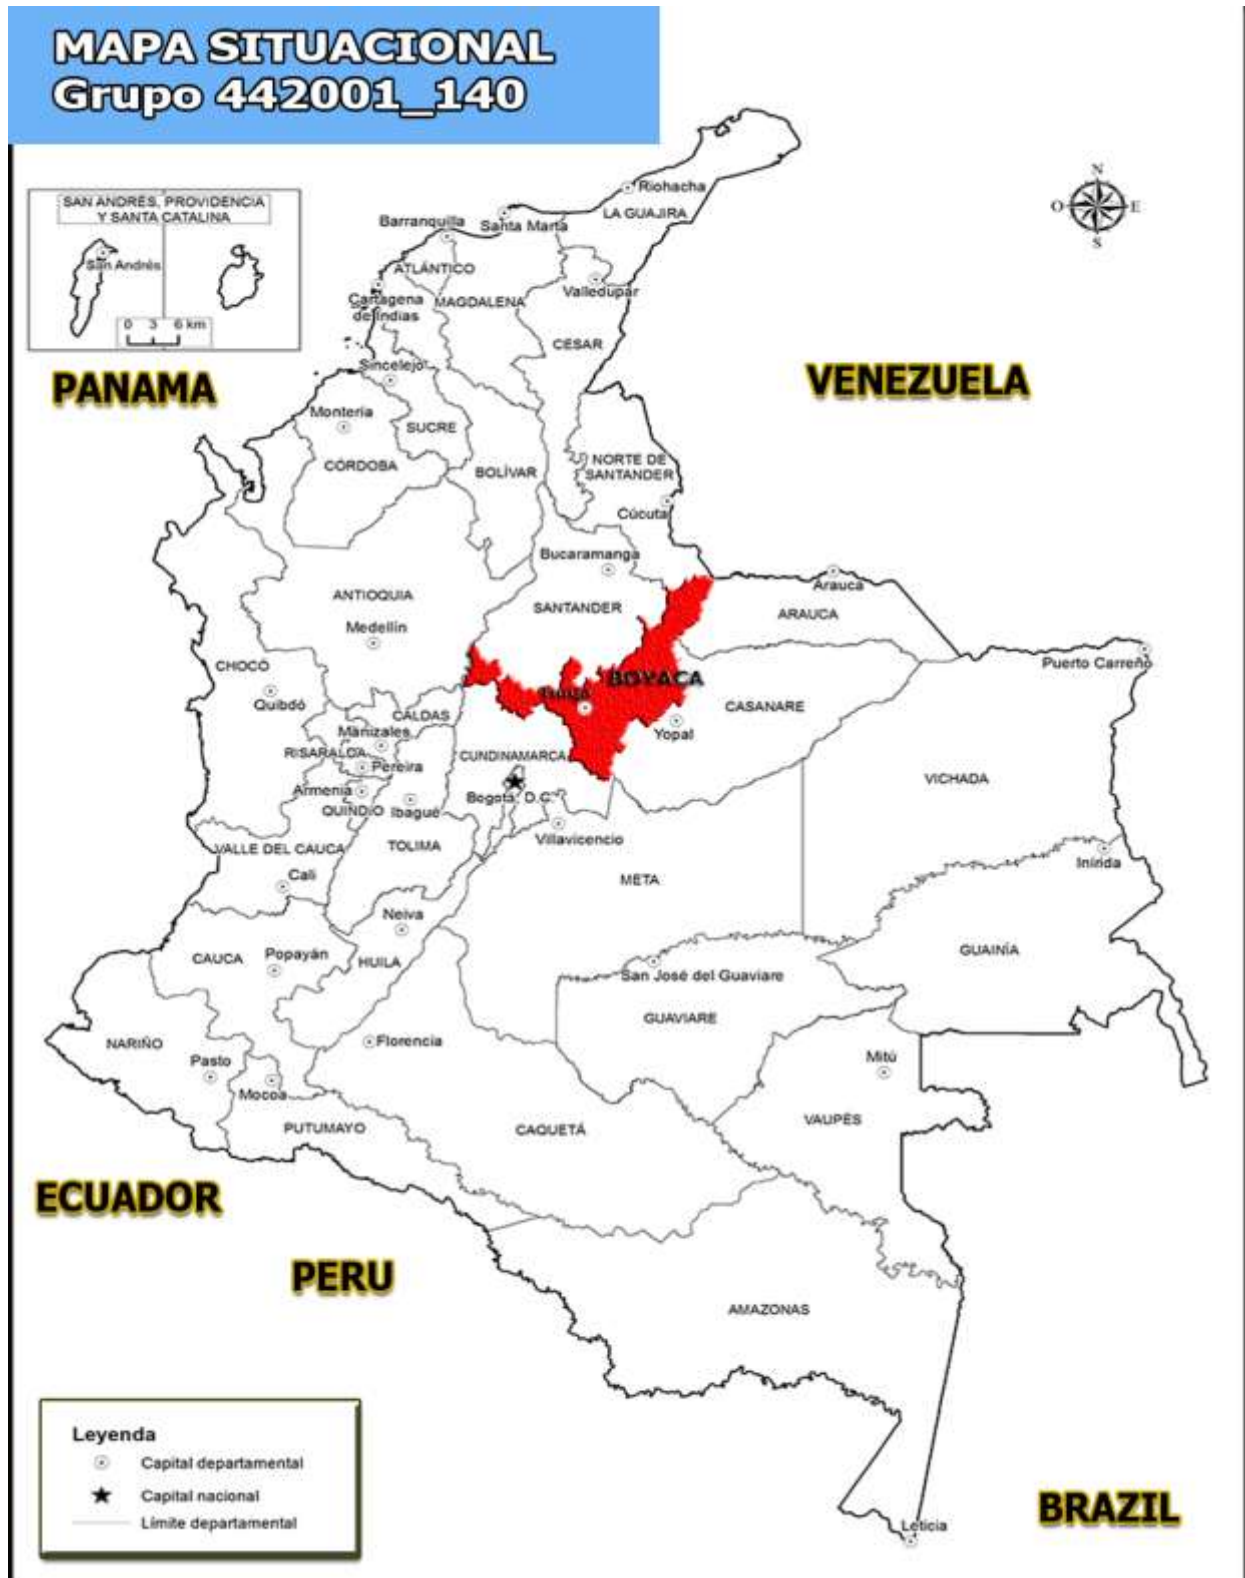 MAPA SITUACIONAL
Grupo 442001_140
N
O
E
S
SAN ANDRÉS, PROVIDENCIA
Y SANTA CATALINA
San Andrés
0 3 6 km
Riohacha
LA GUAJIRA
Barranquilla
Santa Marta
ATLÁNTICO
Valledupar
Cartagena
de Indias
MAGDALENA
CESAR
PANAMA
VENEZUELA
Sincelejo
Montería
SUCRE
CÓRDOBA
BOLÍVAR
NORTE DE
SANTANDER
Cúcuta
Bucaramanga
Arauca
ANTIOQUIA
SANTANDER
ARAUCA
Medellín
CHOCÓ
Puerto Carreño
Quibdó
BOYACA
Tunja
CASANARE
CALDAS
Manizales
Yopal
RISARALDA
CUNDINAMARCA
Pereira
VICHADA
Armenia
Bogotá, D.C.
QUINDÍO
Ibagué
Villavicencio
VALLE DEL CAUCA
TOLIMA
Inírida
Cali
META
Neiva
CAUCA
Popayán
HUILA
GUAINÍA
San José del Guaviare
GUAVIARE
NARIÑO
Florencia
Pasto
Mitú
Mocoa
VAUPÉS
PUTUMAYO
CAQUETÁ
ECUADOR
PERU
AMAZONAS
Leyenda
Capital departamental
Capital nacional
Límite departamental
BRAZIL
Leticia